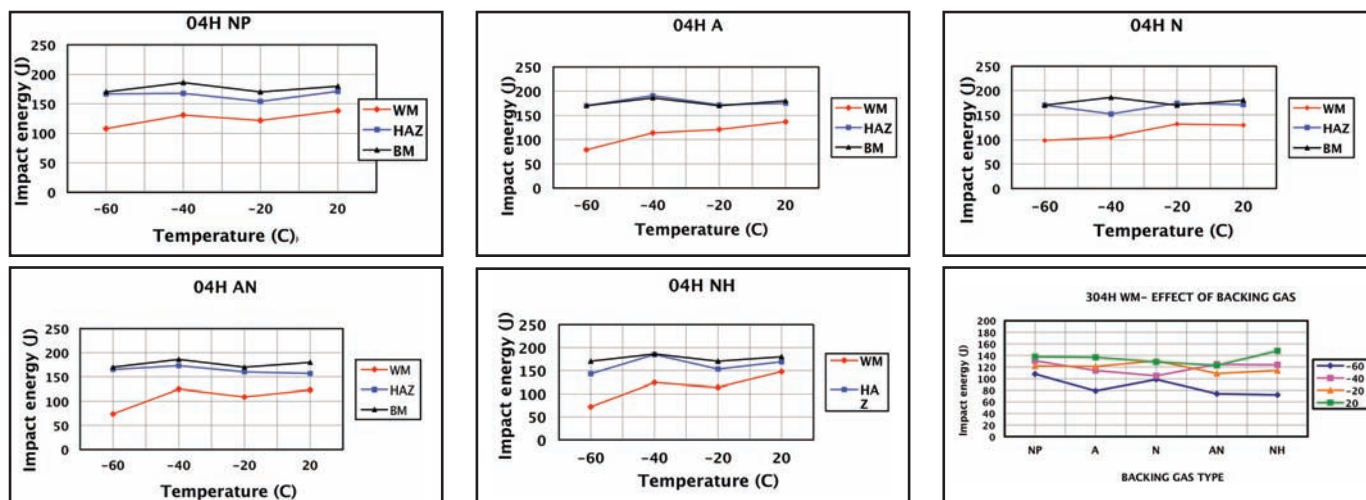 04H NP
Impact energy (J)
250
200
150
100
50
0
-60 -40 -20 20
Temperature (C)
WM
HAZ
BM
04H A
Impact energy (J)
250
200
150
100
50
0
-60 -40 -20 20
Temperature (C)
WM
HAZ
BM
04H N
Impact energy (J)
250
200
150
100
50
0
-60 -40 -20 20
Temperature (C)
WM
HAZ
BM
04H AN
Impact energy (J)
250
200
150
100
50
0
-60 -40 -20 20
Temperature (C)
WM
HAZ
BM
04H NH
Impact energy (J)
250
200
150
100
50
0
-60 -40 -20 20
Temperature (C)
WM
HA
Z
304H WM- EFFECT OF BACKING GAS
Impact energy (J)
200
180
160
140
120
100
80
60
40
20
0
NP A N AN NH
BACKING GAS TYPE
-60
-40
-20
20